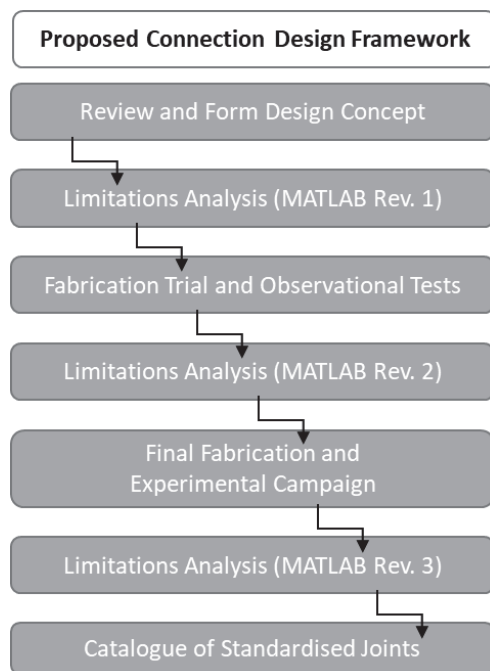 Proposed Connection Design Framework
Review and Form Design Concept
Limitations Analysis (MATLAB Rev. 1)
Fabrication Trial and Observational Tests
Limitations Analysis (MATLAB Rev. 2)
Final Fabrication and
Experimental Campaign
Limitations Analysis (MATLAB Rev. 3)
Catalogue of Standardised Joints